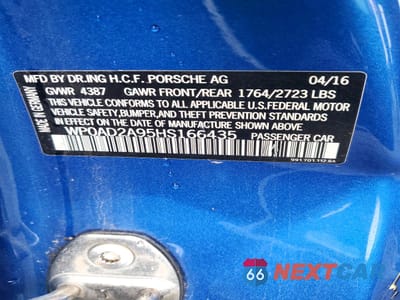 MFD BY DR.ING H.C.F. PORSCHE AG 04/16
GVWR 4387 GAWR FRONT/REAR 1764/2723 LBS
THIS VEHICLE CONFORMS TO ALL APPLICABLE U.S.FEDERAL MOTOR
VEHICLE SAFETY,BUMPER,AND THEFT PREVENTION STANDARDS
IN EFFECT ON THE DATE OF MANUFACTURE SHOWN ABOVE
WP0AD2A95HS166435 PASSENGER CAR
MADE IN GERMANY
66 NEXTCAR